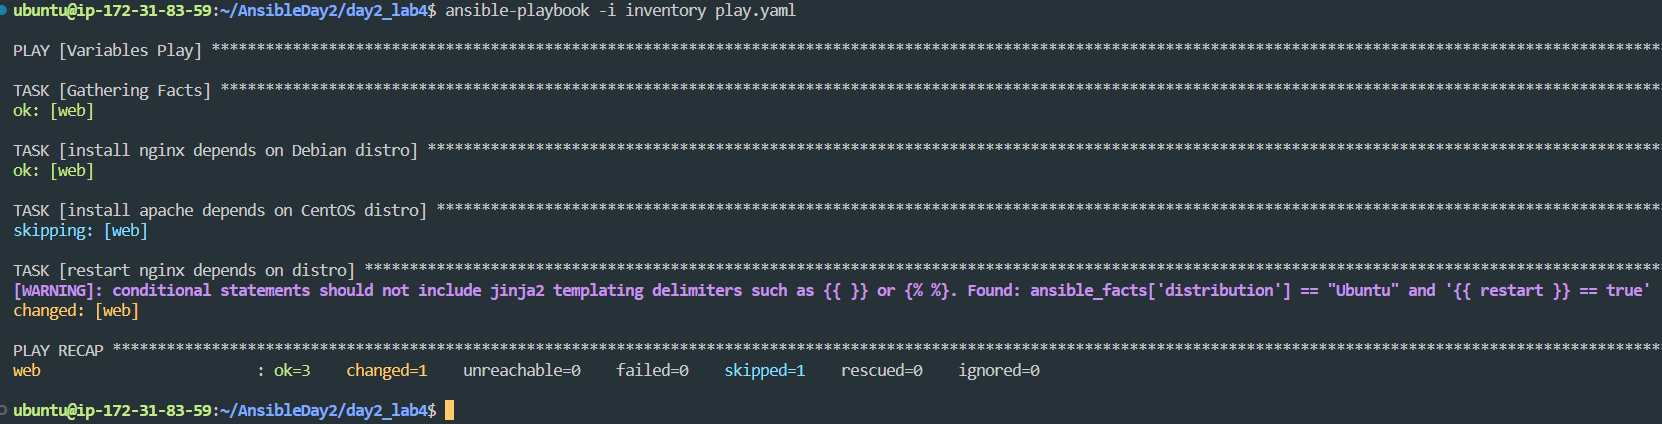 ubuntu@ip-172-31-83-59:~/AnsibleDay2/day2_lab4$ ansible-playbook -i inventory play.yaml
PLAY [Variables Play] ****************************************************************************************************************************************************************
TASK [Gathering Facts] ***************************************************************************************************************************************************************
ok: [web]
TASK [install nginx depends on Debian distro] ****************************************************************************************************************************************
ok: [web]
TASK [install apache depends on CentOS distro] ***************************************************************************************************************************************
skipping: [web]
TASK [restart nginx depends on distro] ***********************************************************************************************************************************************
[WARNING]: conditional statements should not include jinja2 templating delimiters such as {{ }} or {% %}. Found: ansible_facts['distribution'] == "Ubuntu" and '{{ restart }} == true'
changed: [web]
PLAY RECAP ***************************************************************************************************************************************************************************
web                        : ok=3    changed=1    unreachable=0    failed=0    skipped=1    rescued=0    ignored=0
ubuntu@ip-172-31-83-59:~/AnsibleDay2/day2_lab4$